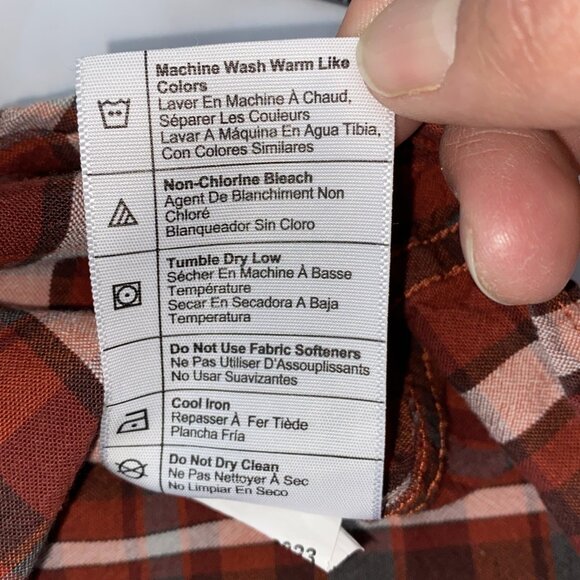 Machine Wash Warm Like
Colors
Laver En Machine À Chaud,
Séparer Les Couleurs
Lavar A Máquina En Agua Tibia,
Con Colores Similares
Non-Chlorine Bleach
Agent De Blanchiment Non
Chloré
Blanqueador Sin Cloro
Tumble Dry Low
Sécher En Machine À Basse
Température
Secar En Secadora A Baja
Temperatura
Do Not Use Fabric Softeners
Ne Pas Utiliser D'Assouplissants
No Usar Suavizantes
Cool Iron
Repasser À Fer Tiède
Plancha Fría
Do Not Dry Clean
Ne Pas Nettoyer À Sec
No Limpiar En Seco